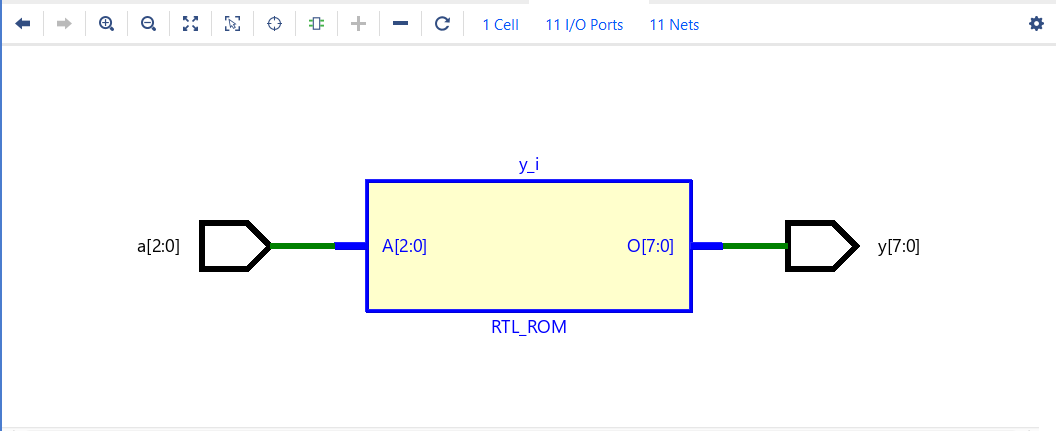 1 Cell 11 I/O Ports 11 Nets
y_i
a[2:0] A[2:0] O[7:0] y[7:0]
RTL_ROM